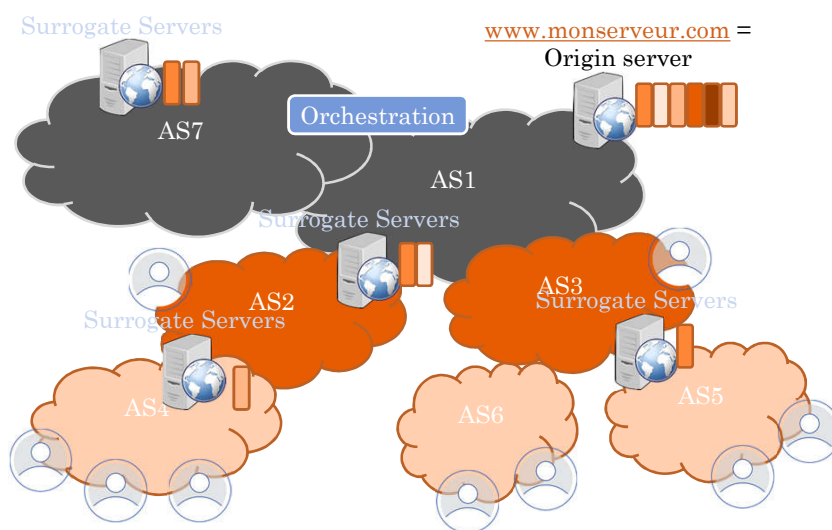 Surrogate Servers
www.monserveur.com =
Origin server
Orchestration
AS7
AS1
Surrogate Servers
AS2
AS3
Surrogate Servers
Surrogate Servers
AS4
AS6
AS5